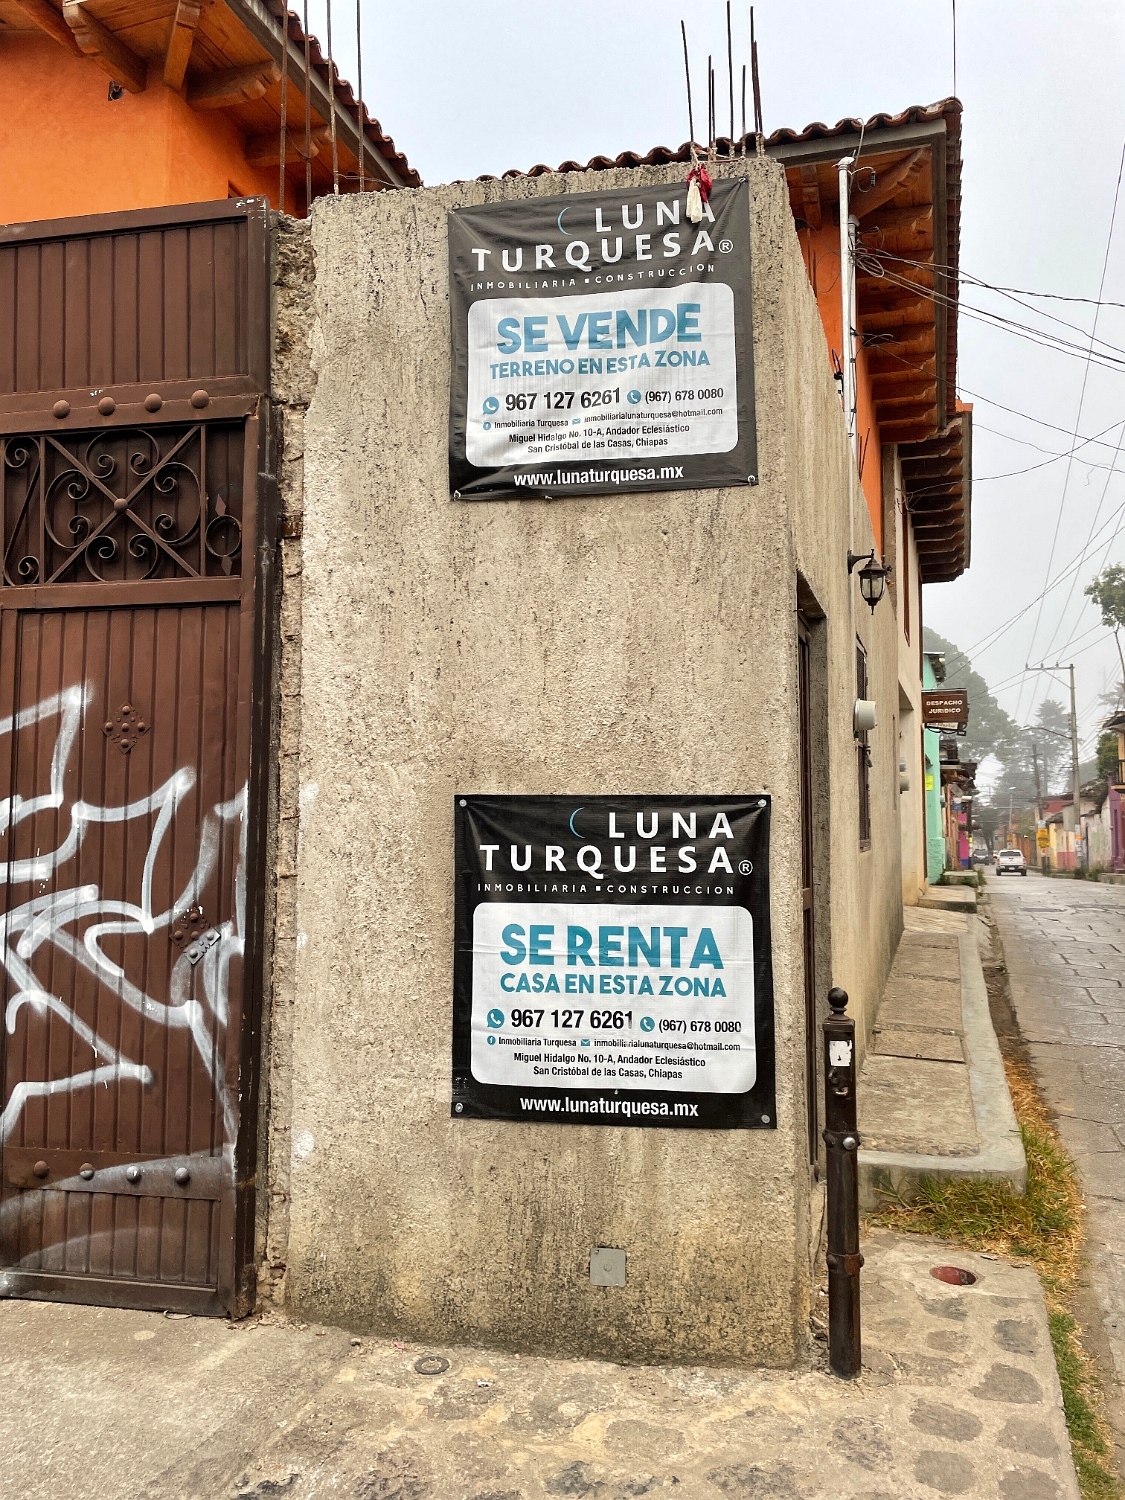 LUNA
TURQUESA®
INMOBILIARIA ▪ CONSTRUCCION
SE VENDE
TERRENO EN ESTA ZONA
967 127 6261 (967) 678 0080
Inmobiliaria Turquesa inmobiliarialunaturquesa@hotmail.com
Miguel Hidalgo No. 10-A, Andador Eclesiástico
San Cristóbal de las Casas, Chiapas
www.lunaturquesa.mx
DESPACHO
JURIDICO
LUNA
TURQUESA®
INMOBILIARIA ▪ CONSTRUCCION
SE RENTA
CASA EN ESTA ZONA
967 127 6261 (967) 678 0080
Inmobiliaria Turquesa inmobiliarialunaturquesa@hotmail.com
Miguel Hidalgo No. 10-A, Andador Eclesiástico
San Cristóbal de las Casas, Chiapas
www.lunaturquesa.mx